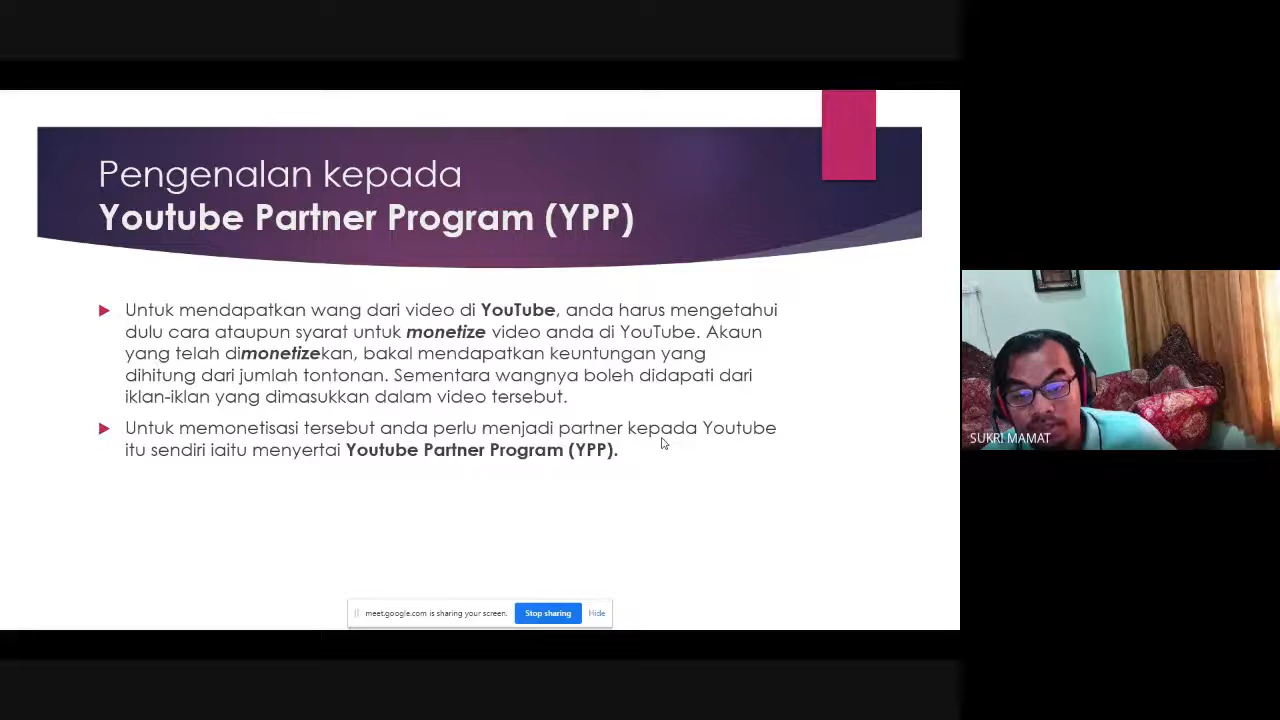 Pengenalan kepada
Youtube Partner Program (YPP)
Untuk mendapatkan wang dari video di YouTube, anda harus mengetahui
dulu cara ataupun syarat untuk monetize video anda di YouTube. Akaun
yang telah dimonetizekan, bakal mendapatkan keuntungan yang
dihitung dari jumlah tontonan. Sementara wangnya boleh didapati dari
iklan-iklan yang dimasukkan dalam video tersebut.
Untuk memonetisasi tersebut anda perlu menjadi partner kepada Youtube
itu sendiri iaitu menyertai Youtube Partner Program (YPP).
SUKRI MAMAT
meet.google.com is sharing your screen.
Stop sharing
Hide